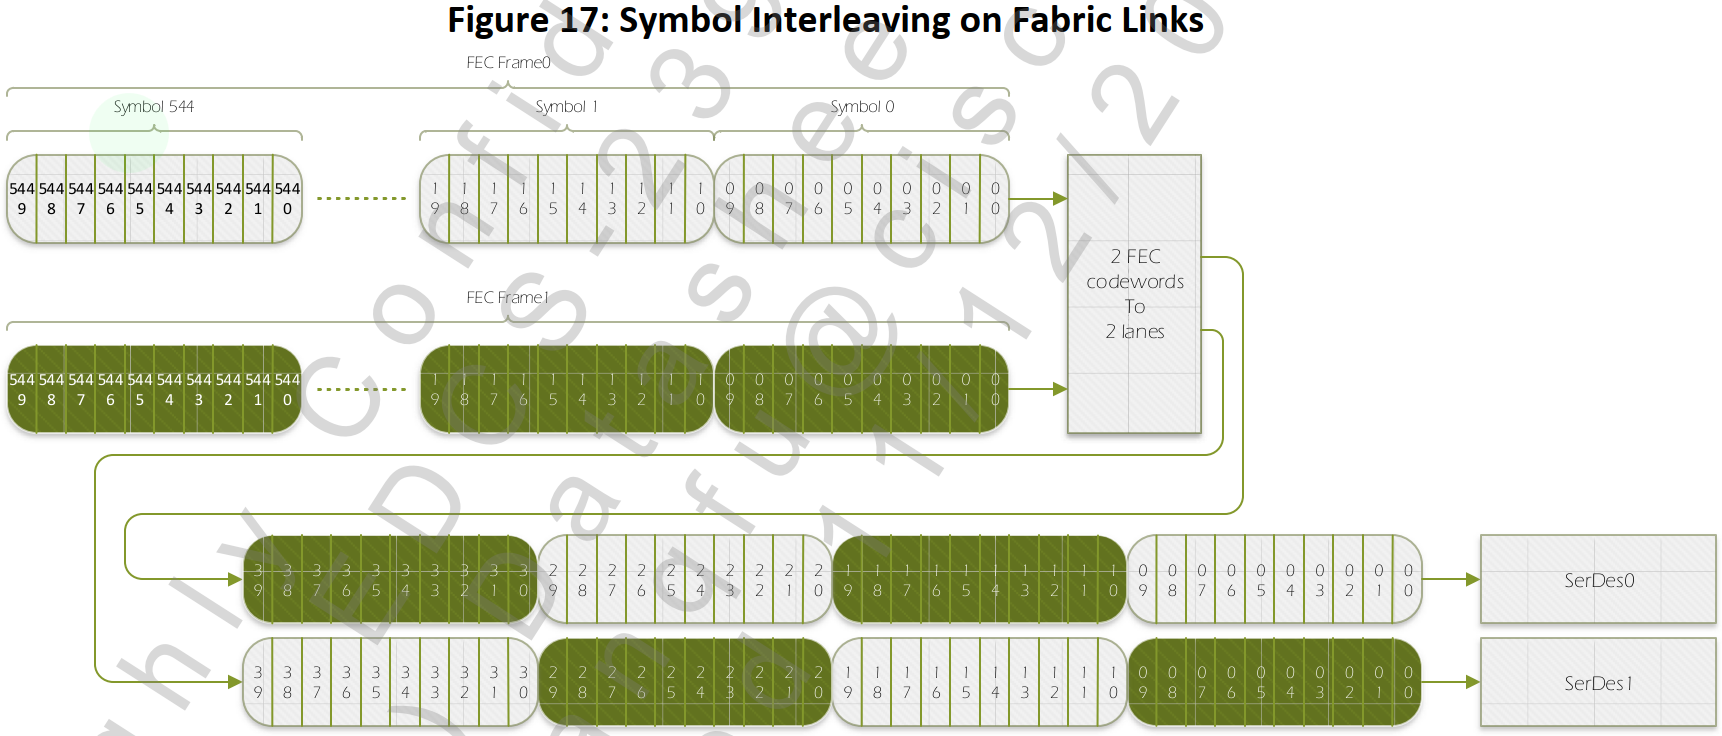 Figure 17: Symbol Interleaving on Fabric Links
FEC Frame0
Symbol 544
Symbol 1
Symbol 0
544 544 544 544 544 544 544 544 544 544 1 1 1 1 1 1 1 1 1 1 0 0 0 0 0 0 0 0 0 0
9 8 7 6 5 4 3 2 1 0 9 8 7 6 5 4 3 2 1 0 9 8 7 6 5 4 3 2 1 0
2 FEC
codewords
To
2 lanes
FEC Frame1
544 544 544 544 544 544 544 544 544 544 1 1 1 1 1 1 1 1 1 1 0 0 0 0 0 0 0 0 0 0
9 8 7 6 5 4 3 2 1 0 9 8 7 6 5 4 3 2 1 0 9 8 7 6 5 4 3 2 1 0
3 3 3 3 3 3 3 3 3 3 2 2 2 2 2 2 2 2 2 2 1 1 1 1 1 1 1 1 1 1 0 0 0 0 0 0 0 0 0 0
9 8 7 6 5 4 3 2 1 0 9 8 7 6 5 4 3 2 1 0 9 8 7 6 5 4 3 2 1 0 9 8 7 6 5 4 3 2 1 0
SerDes0
3 3 3 3 3 3 3 3 3 3 2 2 2 2 2 2 2 2 2 2 1 1 1 1 1 1 1 1 1 1 0 0 0 0 0 0 0 0 0 0
9 8 7 6 5 4 3 2 1 0 9 8 7 6 5 4 3 2 1 0 9 8 7 6 5 4 3 2 1 0 9 8 7 6 5 4 3 2 1 0
SerDes1